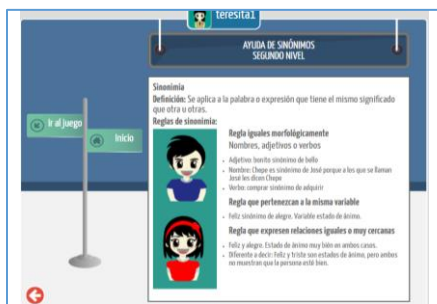 teresita1
AYUDA DE SINÓNIMOS
SEGUNDO NIVEL
Ir al juego
Inicio
Sinonimia
Definición: Se aplica a la palabra o expresión que tiene el mismo significado
que otra u otras.
Reglas de sinonimia:
Regla iguales morfológicamente
Nombres, adjetivos o verbos
Adjetivo: bonito sinónimo de bello
Nombre: Chepe es sinónimo de José porque a los que se llaman
José les dicen Chepe
Verbo: comprar sinónimo de adquirir
Regla que pertenezcan a la misma variable
Feliz sinónimo de alegre. Variable estado de ánimo.
Regla que expresen relaciones iguales o muy cercanas
Feliz y alegre. Estado de ánimo muy bién en ambos casos.
Diferente a decir: Feliz y triste son estados de ánimo, pero ambos
no muestran que la persona esté bien.